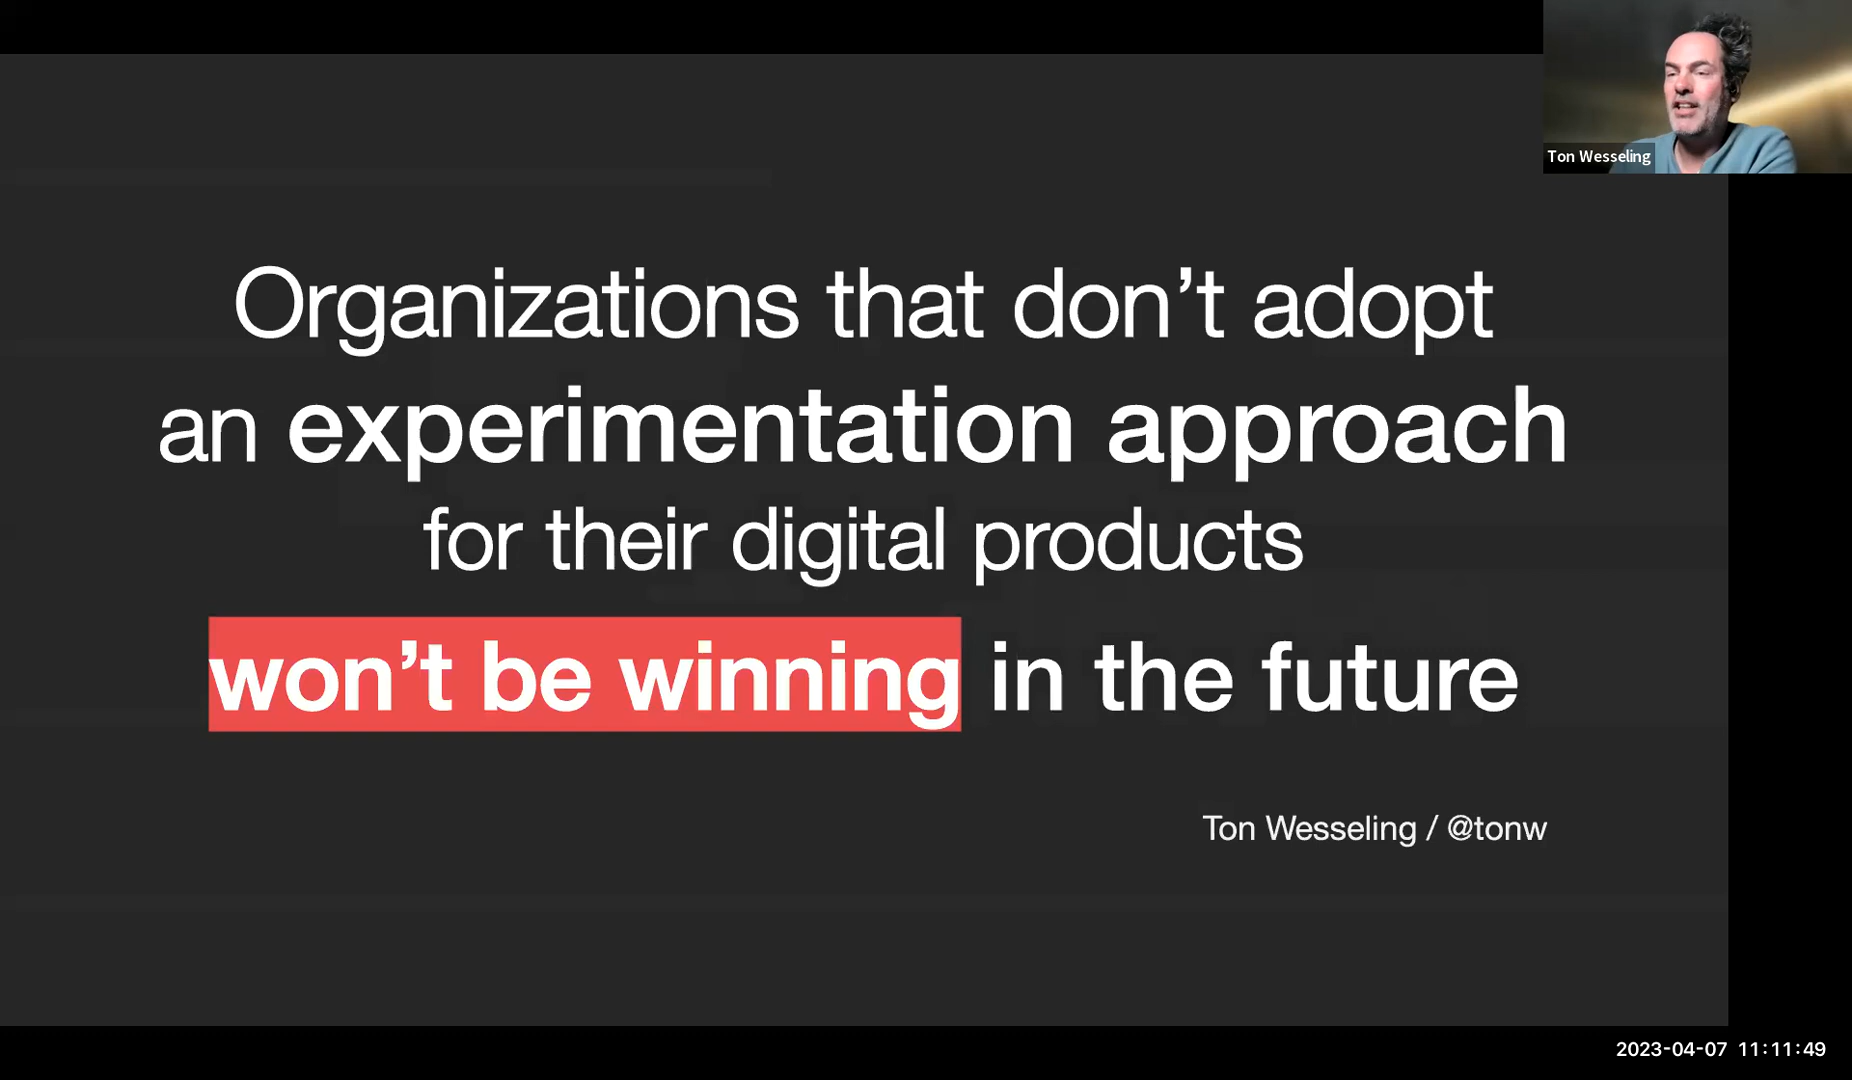 Ton Wesseling
Organizations that don’t adopt
an experimentation approach
for their digital products
won’t be winning in the future
Ton Wesseling / @tonw
2023-04-07 11:11:49